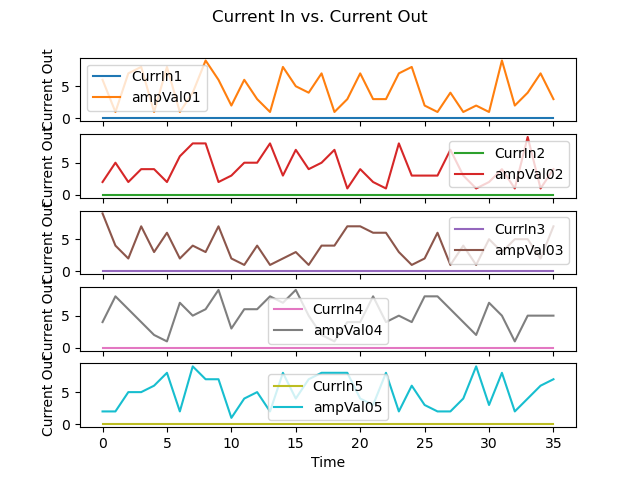 Current In vs. Current Out
Current Out
5
0
CurrIn1
ampVal01
Current Out
5
0
CurrIn2
ampVal02
Current Out
5
0
CurrIn3
ampVal03
Current Out
5
0
CurrIn4
ampVal04
Current Out
5
0
CurrIn5
ampVal05
0 5 10 15 20 25 30 35
Time